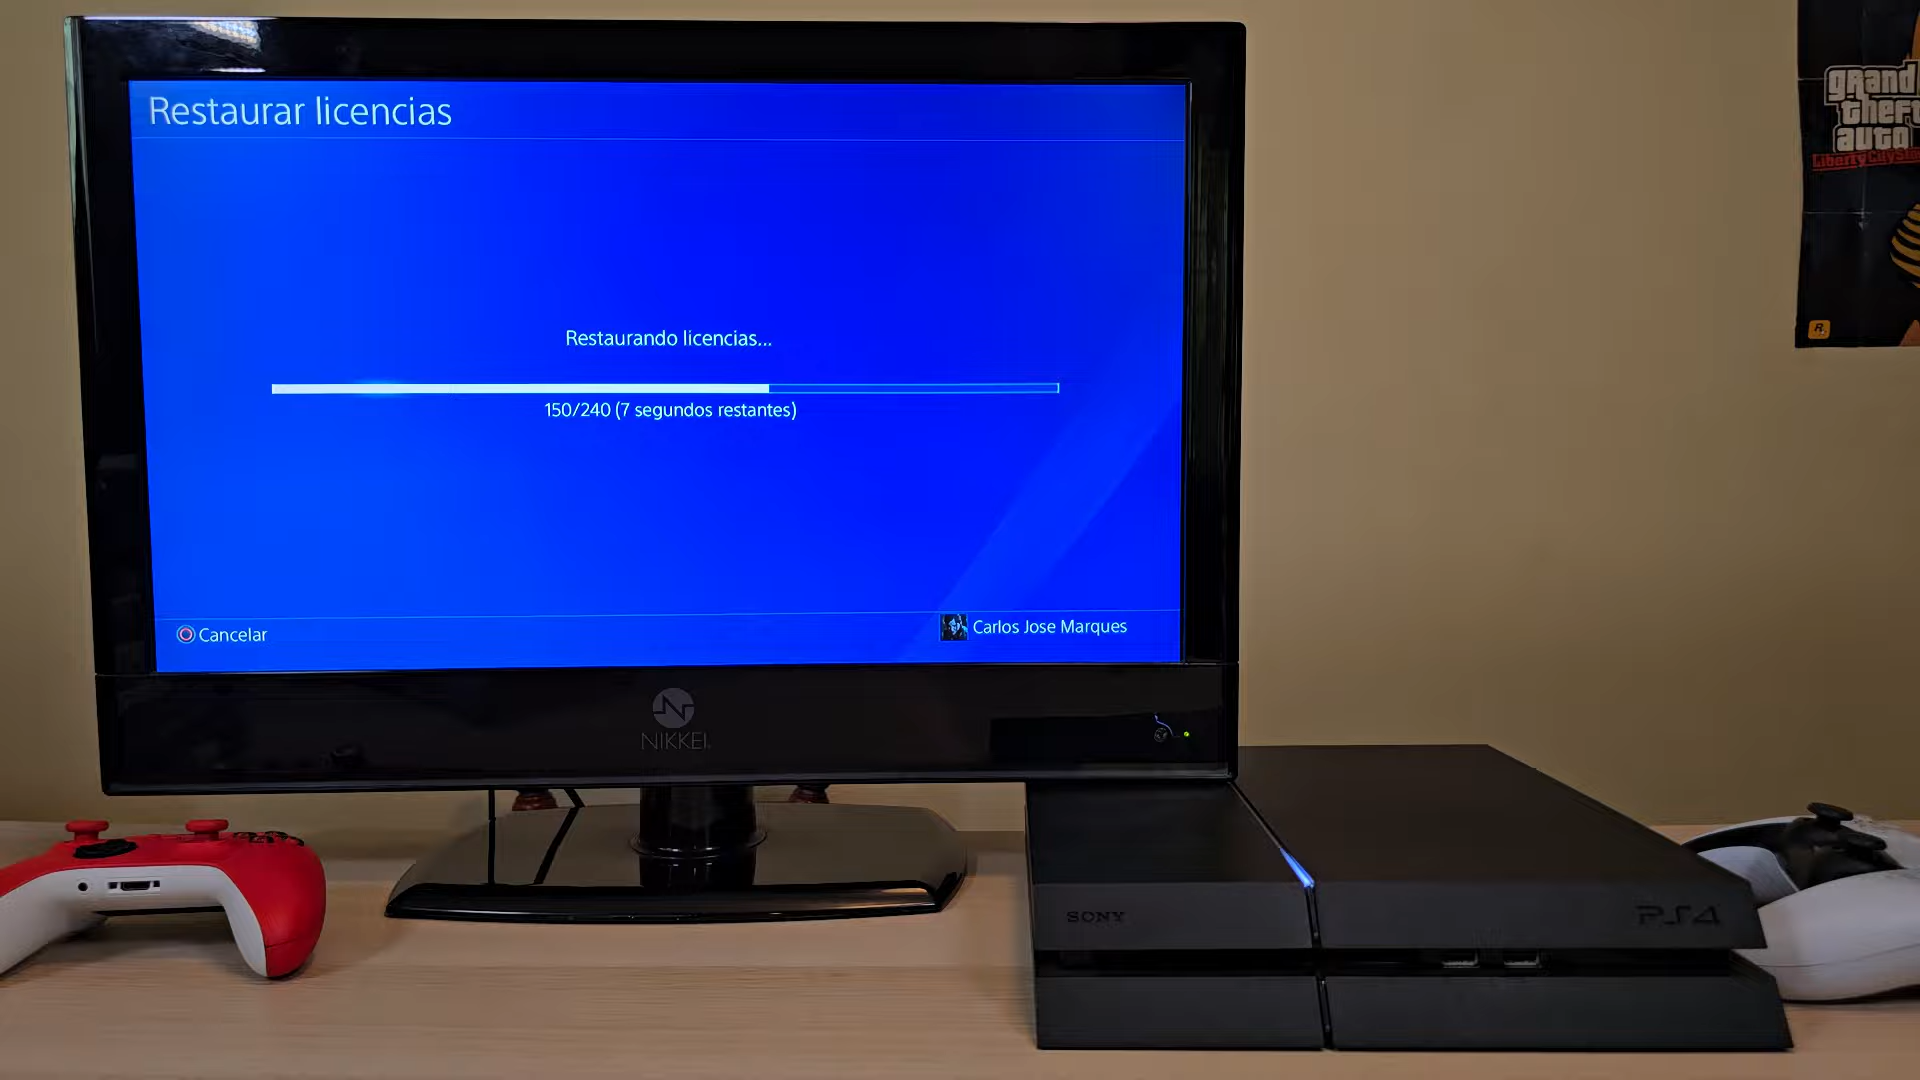 Restaurar licencias
Restaurando licencias...
150/240 (7 segundos restantes)
Cancelar
Carlos Jose Marques
NIKKEI
SONY
PS4
grand
theft
auto
R